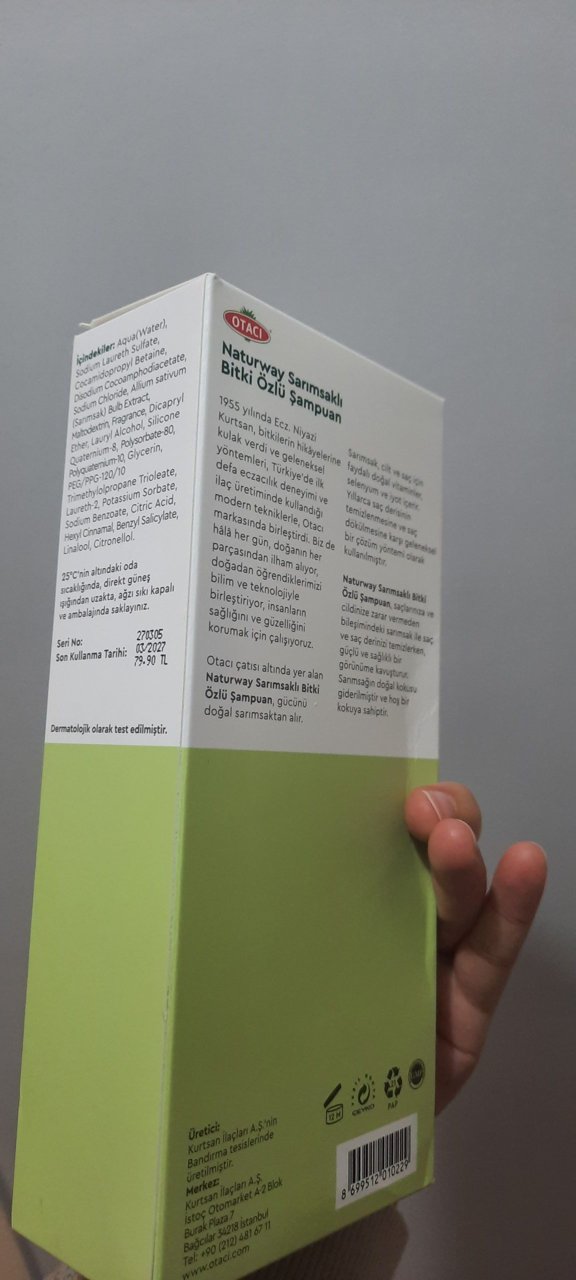 İçindekiler: Aqua(Water),
Sodium Laureth Sulfate,
Cocamidopropyl Betaine,
Disodium Cocoamphodiacetate,
Sodium Chloride, Allium sativum
(Sarımsak) Bulb Extract,
Maltodextrin, Fragrance, Dicapryl
Ether, Lauryl Alcohol, Silicone
Quaternium-8, Polysorbate-80,
Polyquaternium-10, Glycerin,
PEG/PPG-120/10
Trimethylolpropane Trioleate,
Laureth-2, Potassium Sorbate,
Sodium Benzoate, Citric Acid,
Hexyl Cinnamal, Benzyl Salicylate,
Linalool, Citronellol.
25°C'nin altındaki oda
sıcaklığında, direkt güneş
ışığından uzakta, ağzı sıkı kapalı
ve ambalajında saklayınız.
Seri No: 270305
Son Kullanma Tarihi: 03/2027
79.90 TL
Dermatolojik olarak test edilmiştir.
OTACI
Naturway Sarımsaklı
Bitki Özlü Şampuan
1955 yılında Ecz. Niyazi
Kurtsan, bitkilerin hikâyelerine
kulak verdi ve geleneksel
yöntemleri, Türkiye'de ilk
defa eczacılık deneyimi ve
ilaç üretiminde kullandığı
modern tekniklerle, Otacı
markasında birleştirdi. Biz de
hâlâ her gün, doğanın her
parçasından ilham alıyor,
doğadan öğrendiklerimizi
bilim ve teknolojiyle
birleştiriyor, insanların
sağlığını ve güzelliğini
korumak için çalışıyoruz.
Otacı çatısı altında yer alan
Naturway Sarımsaklı Bitki
Özlü Şampuan, gücünü
doğal sarımsaktan alır.
Sarımsak, cilt ve saç için
faydalı doğal vitaminler,
selenyum ve iyot içerir.
Yıllarca saç derisinin
temizlenmesine ve saç
dökülmesine karşı geleneksel
bir çözüm yöntemi olarak
kullanılmıştır.
Naturway Sarımsaklı Bitki
Özlü Şampuan, saçlarınıza ve
cildinize zarar vermeden
bileşimindeki sarımsak ile saç
ve saç derinizi temizlerken,
güçlü ve sağlıklı bir
görünüme kavuşturur.
Sarımsağın doğal kokusu
giderilmiştir ve hoş bir
kokuya sahiptir.
12 M
ÇEVKO
21
PAP
Üretici:
Kurtsan İlaçları A.Ş.'nin
Bandırma tesislerinde
üretilmiştir.
Merkez:
Kurtsan İlaçları A.Ş.
İstoç Otomarket A-2 Blok
Burak Plaza 7
Bağcılar 34218 İstanbul
Tel: +90 (212) 481 67 11
www.otaci.com
8 699512 010229